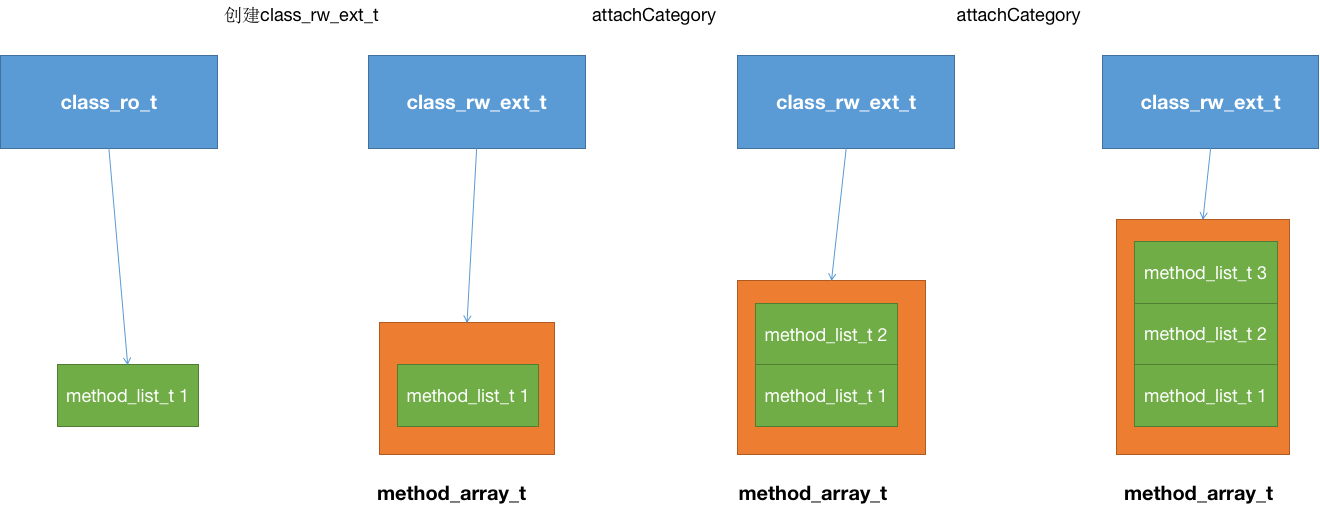 创建class_rw_ext_t
attachCategory
attachCategory
class_ro_t
class_rw_ext_t
class_rw_ext_t
class_rw_ext_t
method_list_t 3
method_list_t 2
method_list_t 2
method_list_t 1
method_list_t 1
method_list_t 1
method_list_t 1
method_array_t
method_array_t
method_array_t